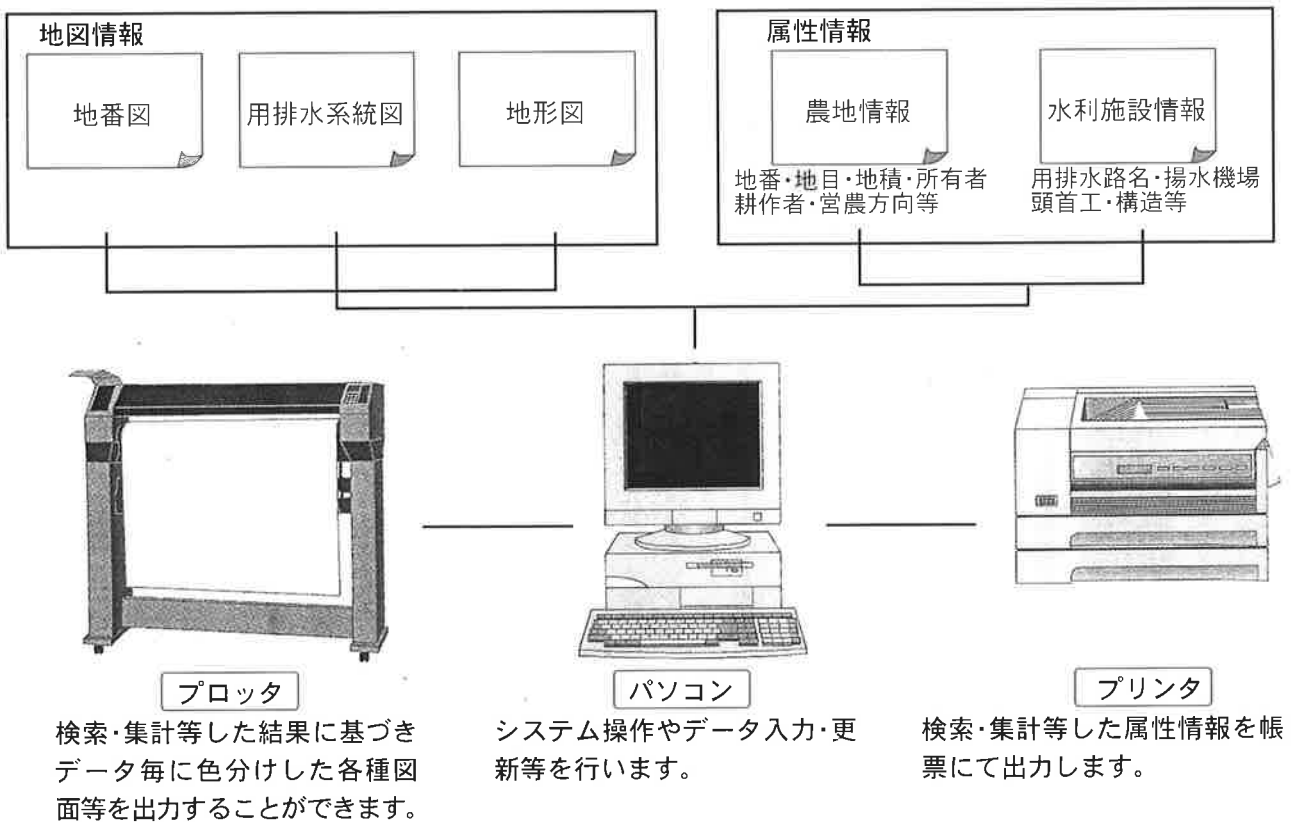 地図情報
地番図
用排水系統図
地形図
属性情報
農地情報
水利施設情報
地番・地目・地積・所有者
耕作者・営農方向等
用排水路名・揚水機場
頭首工・構造等
プロッタ
検索・集計等した結果に基づき
データ毎に色分けした各種図
面等を出力することができます。
パソコン
システム操作やデータ入力・更
新等を行います。
プリンタ
検索・集計等した属性情報を帳
票にて出力します。